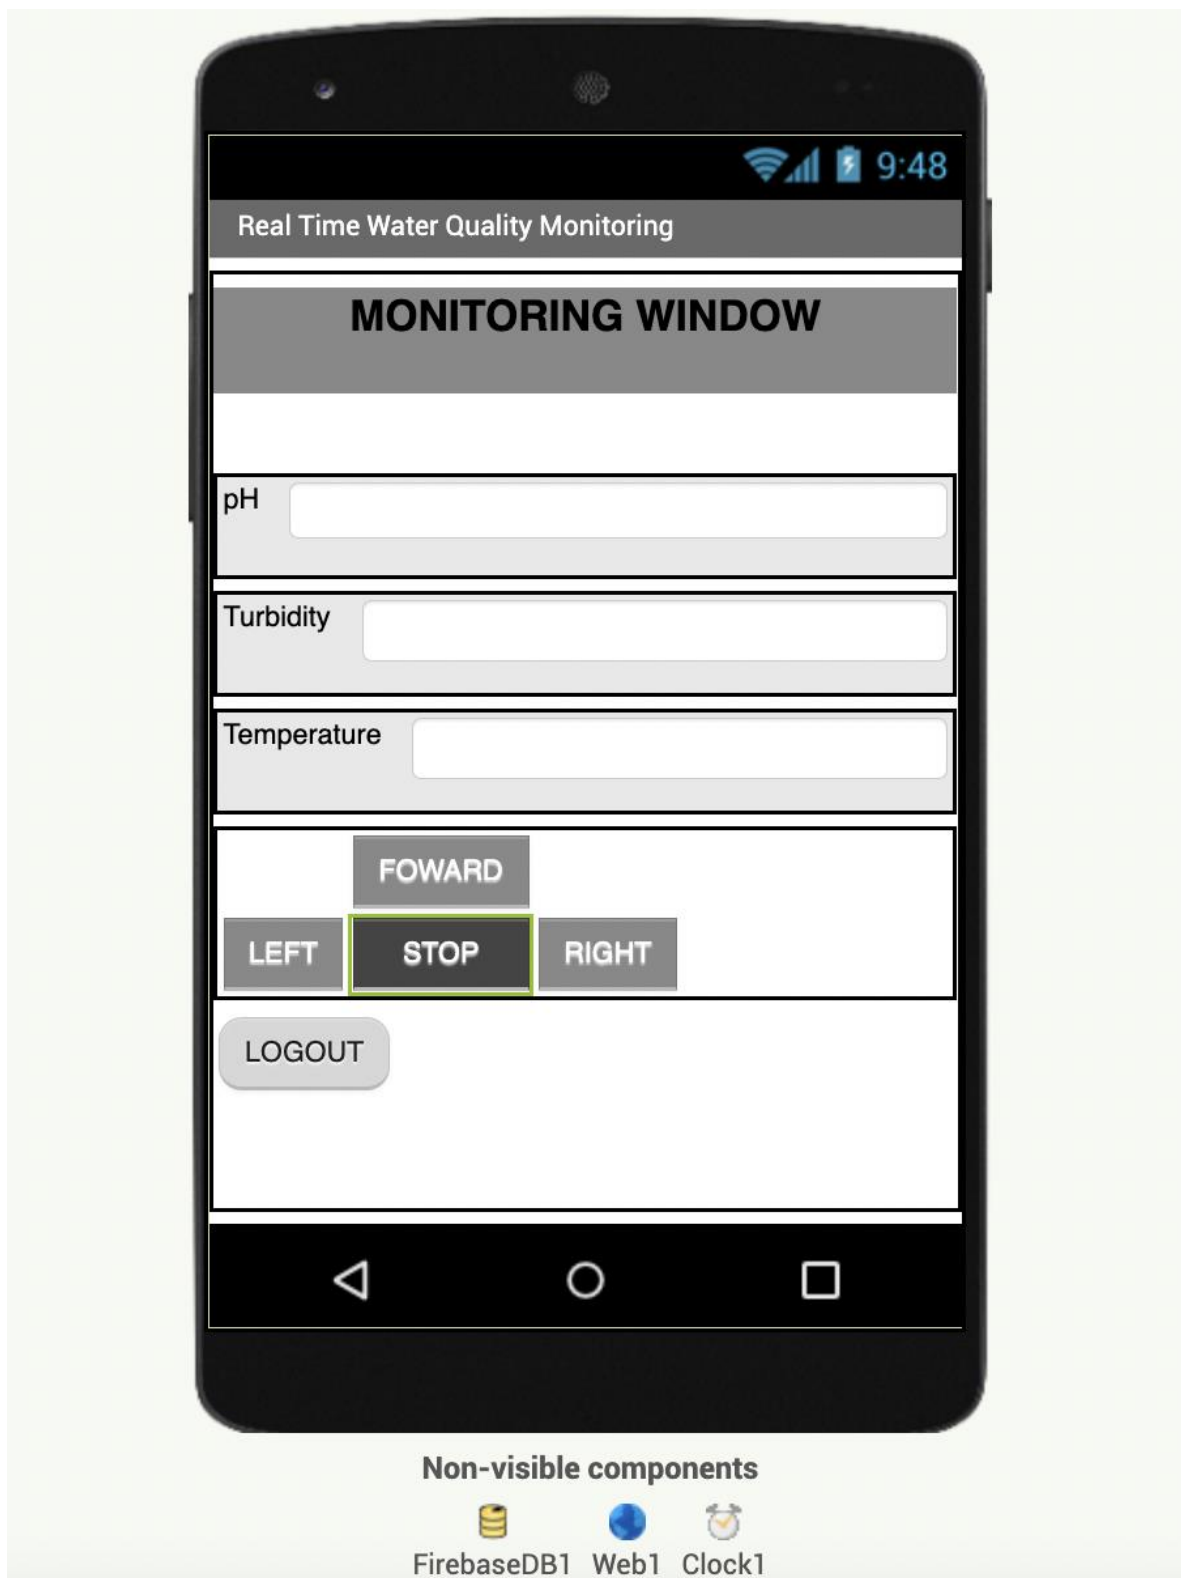 9:48
Real Time Water Quality Monitoring
MONITORING WINDOW
pH
Turbidity
Temperature
FOWARD
LEFT STOP RIGHT
LOGOUT
Non-visible components
FirebaseDB1 Web1 Clock1